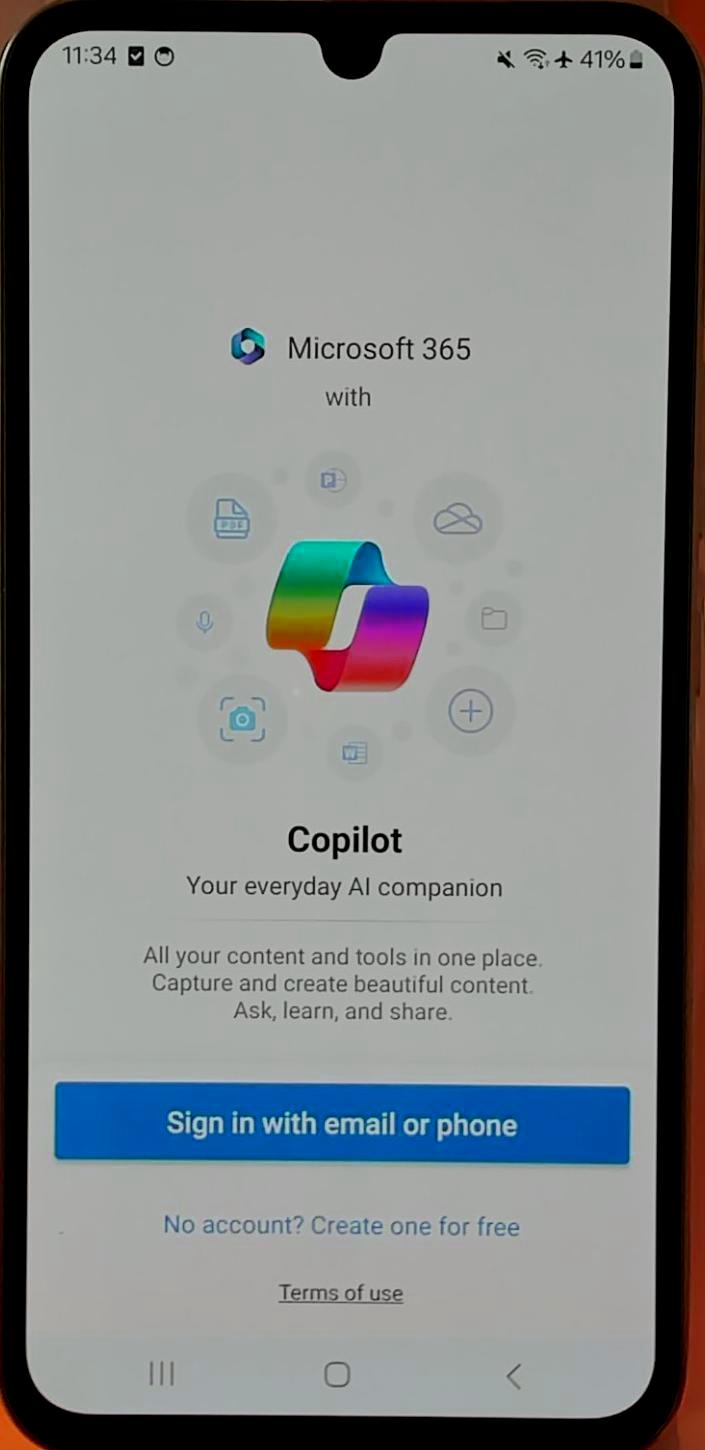 11:34
41%
Microsoft 365
with
P
PDF
W
Copilot
Your everyday AI companion
All your content and tools in one place.
Capture and create beautiful content.
Ask, learn, and share.
Sign in with email or phone
No account? Create one for free
Terms of use